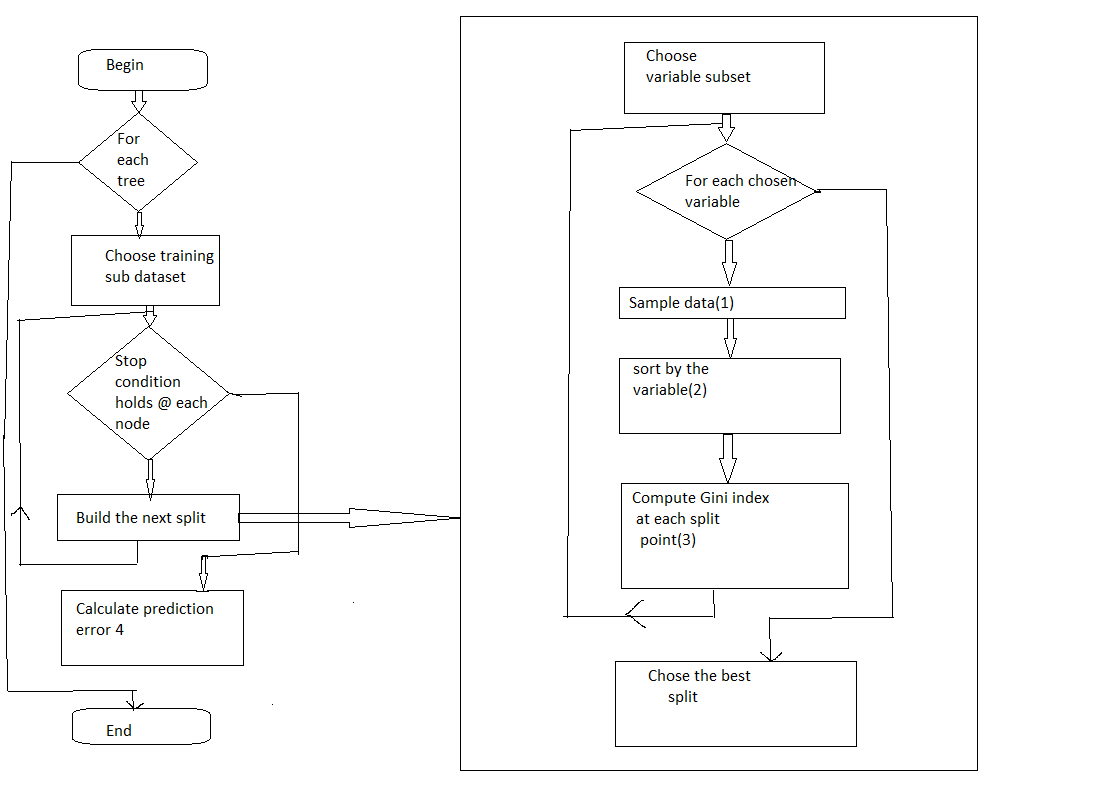 Begin
For
each
tree
Choose training
sub dataset
Stop
condition
holds @ each
node
Build the next split
Calculate prediction
error 4
End
Choose
variable subset
For each chosen
variable
Sample data(1)
sort by the
variable(2)
Compute Gini index
at each split
point(3)
Chose the best
split